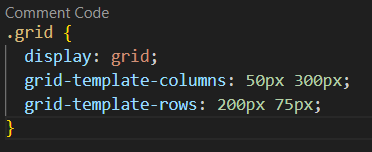 Comment Code
.grid {
display: grid;
grid-template-columns: 50px 300px;
grid-template-rows: 200px 75px;
}